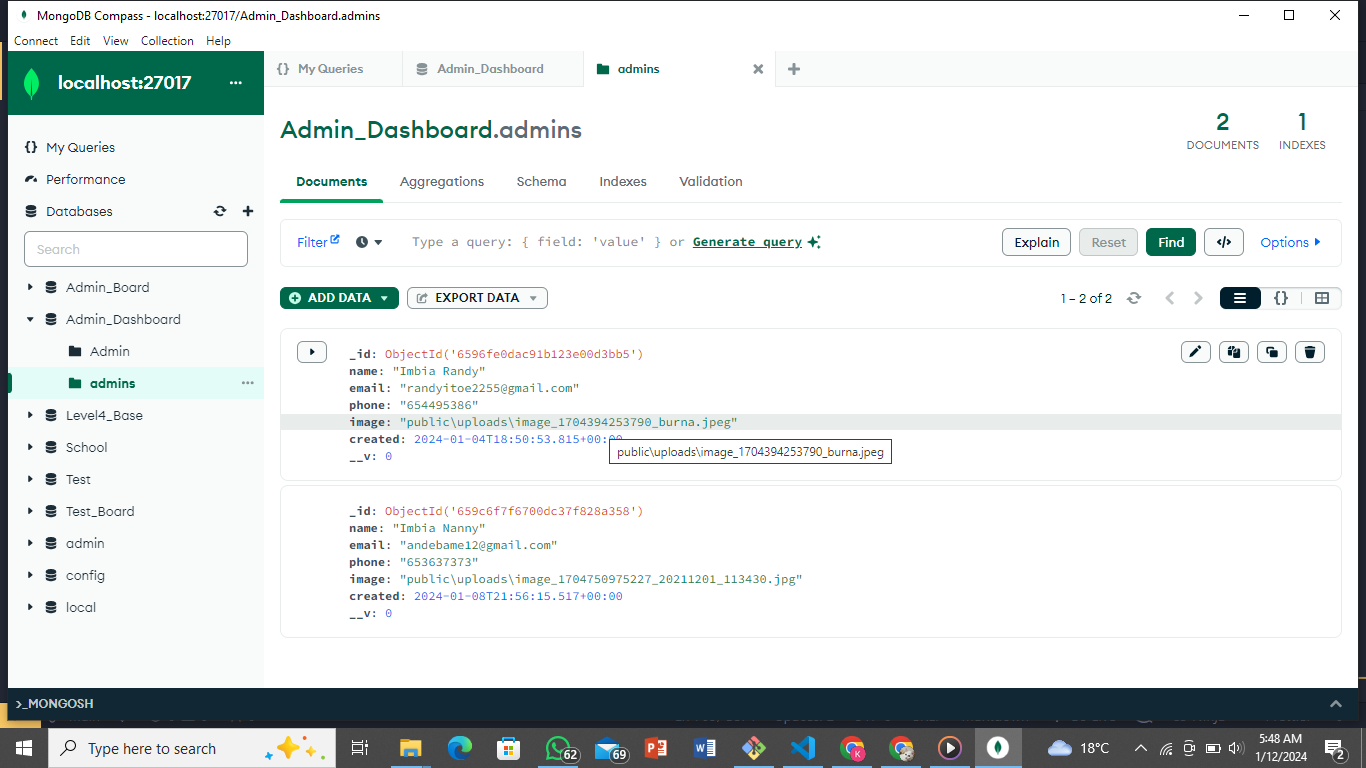 MongoDB Compass - localhost:27017/Admin_Dashboard.admins
Connect Edit View Collection Help
localhost:27017 ...
My Queries
Performance
Databases
Search
Admin_Board
Admin_Dashboard
Admin
admins ...
Level4_Base
School
Test
Test_Board
admin
config
local
{} My Queries
Admin_Dashboard
admins
Admin_Dashboard.admins
2
DOCUMENTS
1
INDEXES
Documents Aggregations Schema Indexes Validation
Filter Type a query: { field: 'value' } or Generate query Explain Reset Find </> Options
ADD DATA EXPORT DATA 1 – 2 of 2 {}
_id: ObjectId('6596fe0dac91b123e00d3bb5')
name: "Imbia Randy"
email: "randyitoe2255@gmail.com"
phone: "654495386"
image: "public\uploads\image_1704394253790_burna.jpeg"
created: 2024-01-04T18:50:53.815+00:00
public\uploads\image_1704394253790_burna.jpeg
__v: 0
_id: ObjectId('659c6f7f6700dc37f828a358')
name: "Imbia Nanny"
email: "andebame12@gmail.com"
phone: "653637373"
image: "public\uploads\image_1704750975227_20211201_113430.jpg"
created: 2024-01-08T21:56:15.517+00:00
__v: 0
>_MONGOSH
Type here to search
62
69
K
18°C
5:48 AM
1/12/2024
2